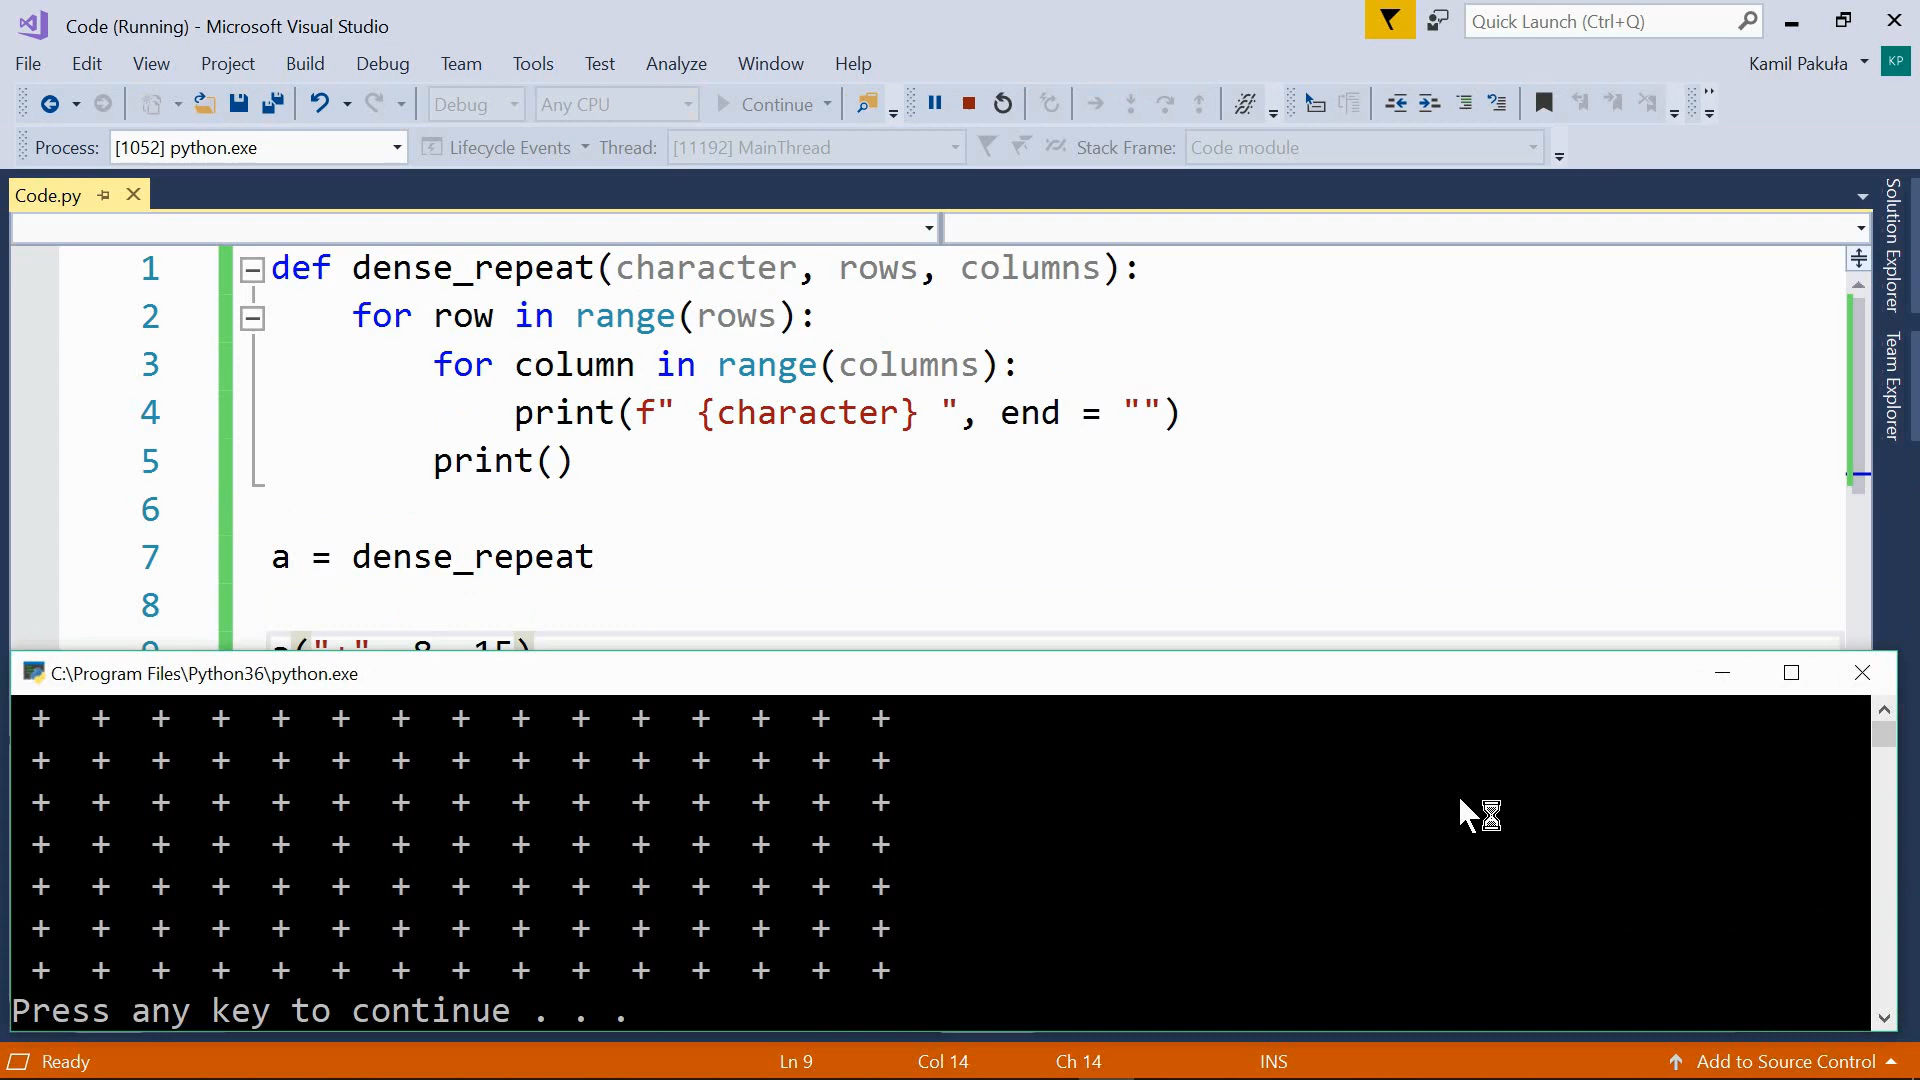 Code (Running) - Microsoft Visual Studio
Quick Launch (Ctrl+Q)
File Edit View Project Build Debug Team Tools Test Analyze Window Help
Kamil Pakuła KP
Debug Any CPU Continue
Process: [1052] python.exe Lifecycle Events Thread: [11192] MainThread Stack Frame: Code module
Code.py
Solution Explorer
Team Explorer
1 def dense_repeat(character, rows, columns):
2     for row in range(rows):
3         for column in range(columns):
4             print(f" {character} ", end = "")
5         print()
6
7 a = dense_repeat
8
9 a("+", 8, 15)
C:\Program Files\Python36\python.exe
+ + + + + + + + + + + + + + +
+ + + + + + + + + + + + + + +
+ + + + + + + + + + + + + + +
+ + + + + + + + + + + + + + +
+ + + + + + + + + + + + + + +
+ + + + + + + + + + + + + + +
+ + + + + + + + + + + + + + +
Press any key to continue . . .
Ready
Ln 9 Col 14 Ch 14 INS
Add to Source Control